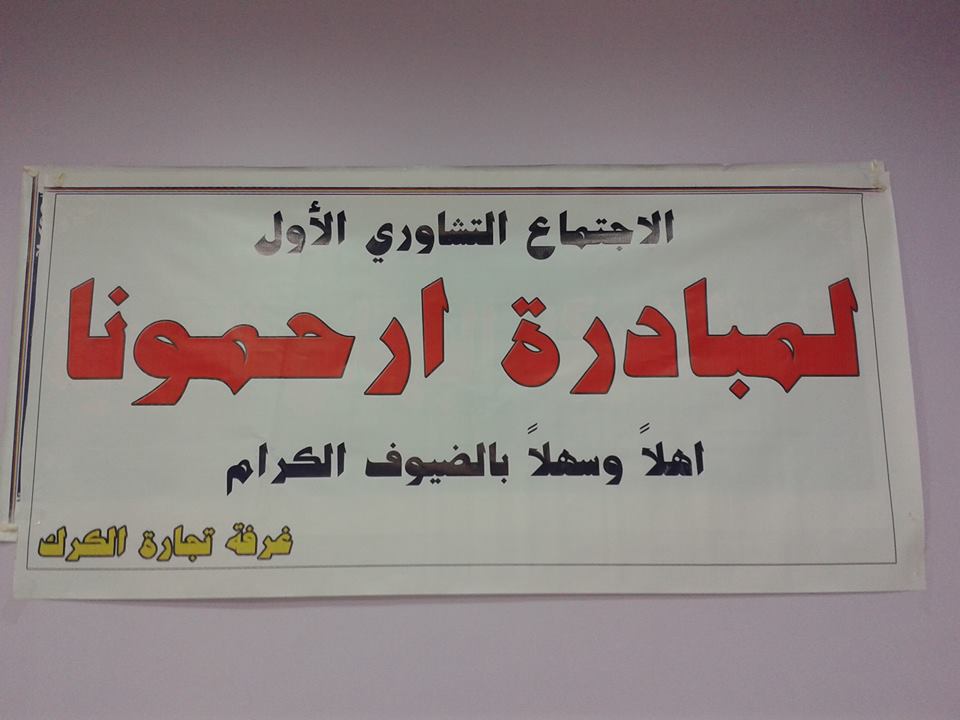 الاجتماع التشاوري الأول
لمبادرة ارحمونا
اهلاً وسهلاً بالضيوف الكرام
غرفة تجارة الكرك